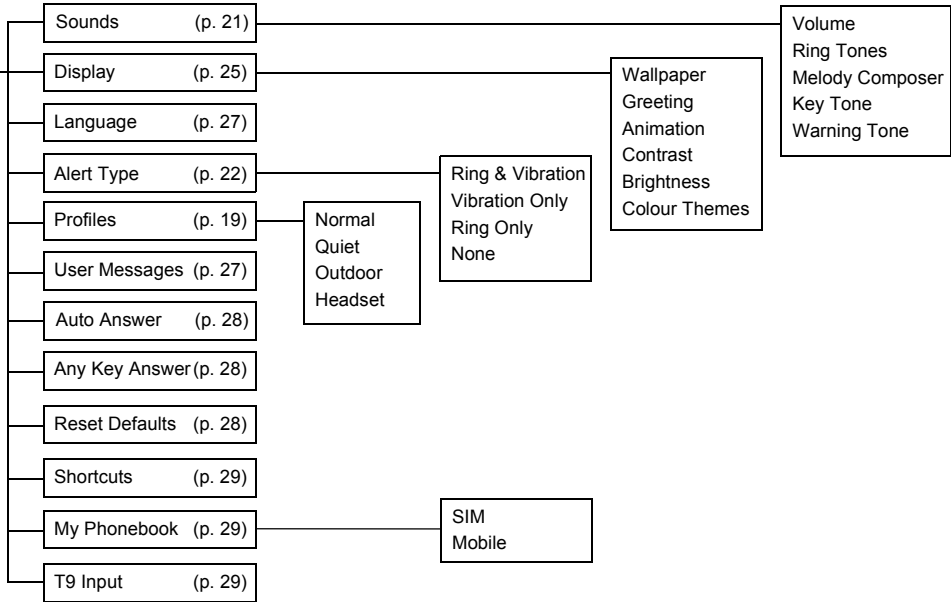 Sounds (p. 21)
Display (p. 25)
Language (p. 27)
Alert Type (p. 22)
Profiles (p. 19)
User Messages (p. 27)
Auto Answer (p. 28)
Any Key Answer (p. 28)
Reset Defaults (p. 28)
Shortcuts (p. 29)
My Phonebook (p. 29)
T9 Input (p. 29)
Normal
Quiet
Outdoor
Headset
Ring & Vibration
Vibration Only
Ring Only
None
SIM
Mobile
Wallpaper
Greeting
Animation
Contrast
Brightness
Colour Themes
Volume
Ring Tones
Melody Composer
Key Tone
Warning Tone